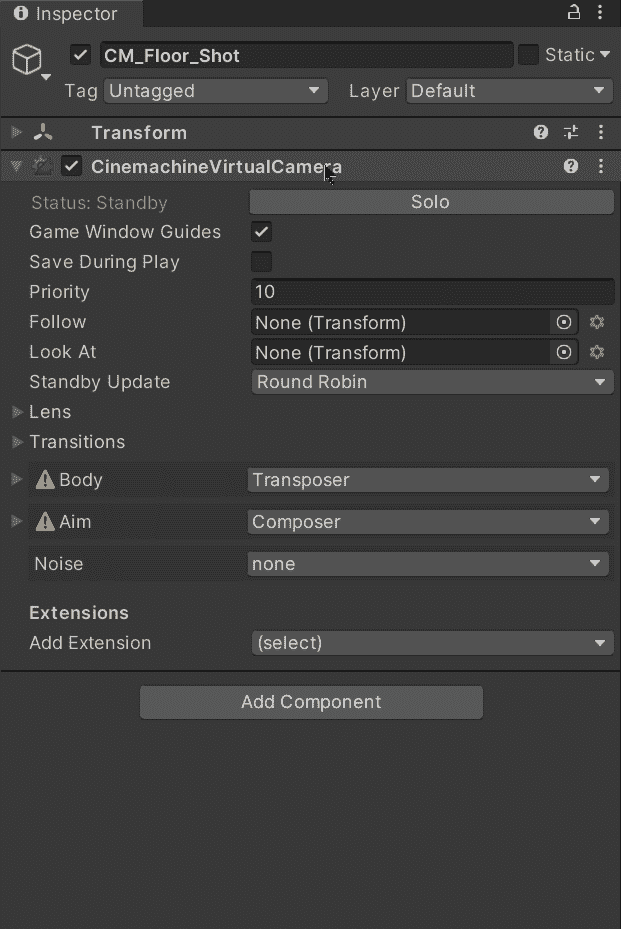 Inspector
CM_Floor_Shot Static
Tag Untagged Layer Default
Transform
CinemachineVirtualCamera
Status: Standby Solo
Game Window Guides
Save During Play
Priority 10
Follow None (Transform)
Look At None (Transform)
Standby Update Round Robin
Lens
Transitions
Body Transposer
Aim Composer
Noise none
Extensions
Add Extension (select)
Add Component